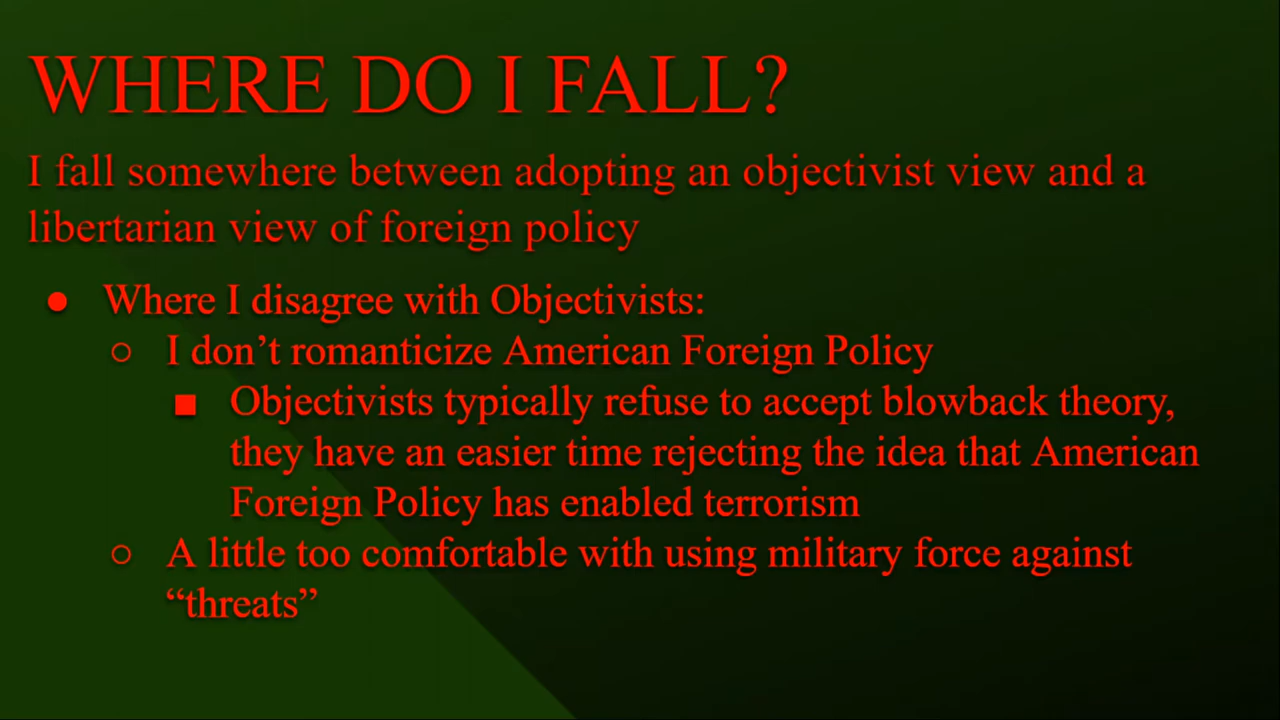 WHERE DO I FALL?
I fall somewhere between adopting an objectivist view and a
libertarian view of foreign policy
● Where I disagree with Objectivists:
○ I don’t romanticize American Foreign Policy
■ Objectivists typically refuse to accept blowback theory,
they have an easier time rejecting the idea that American
Foreign Policy has enabled terrorism
○ A little too comfortable with using military force against
“threats”